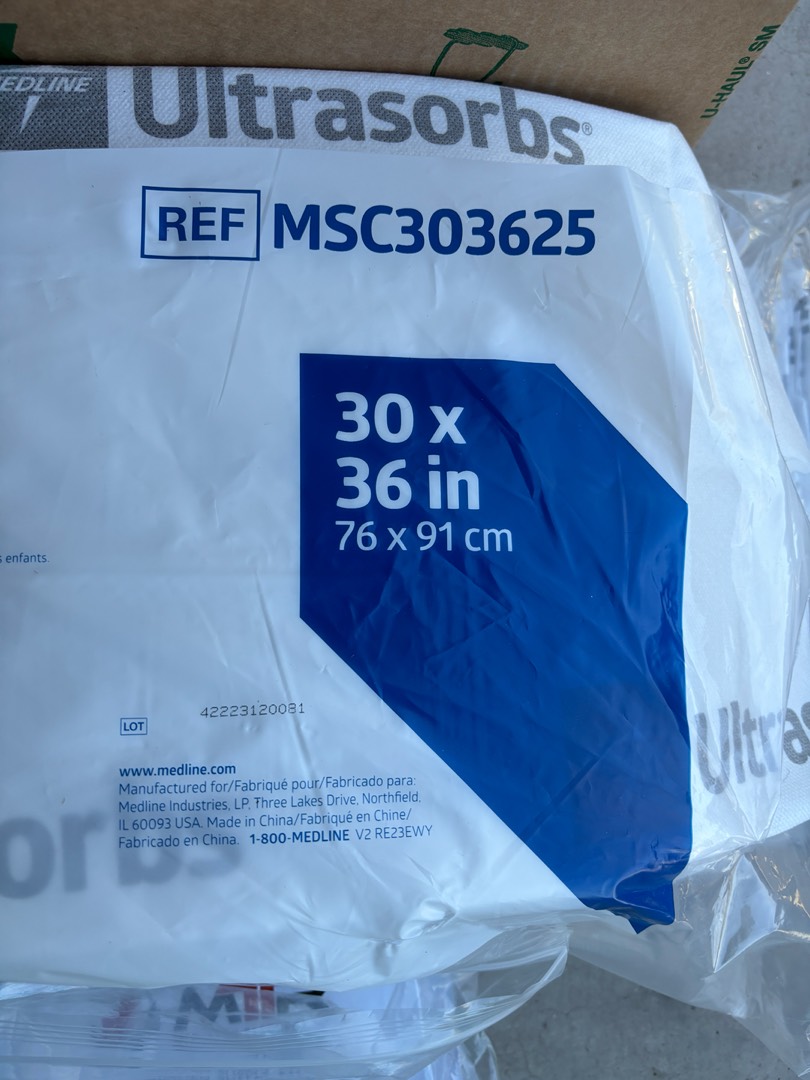 U-HAUL® SM
EDLINE
Ultrasorbs®
REF MSC303625
30 x
36 in
76 x 91 cm
s enfants.
LOT 42223120081
www.medline.com
Manufactured for/Fabriqué pour/Fabricado para:
Medline Industries, LP, Three Lakes Drive, Northfield,
IL 60093 USA. Made in China/Fabriqué en Chine/
Fabricado en China. 1-800-MEDLINE V2 RE23EWY
Ultra
orbs